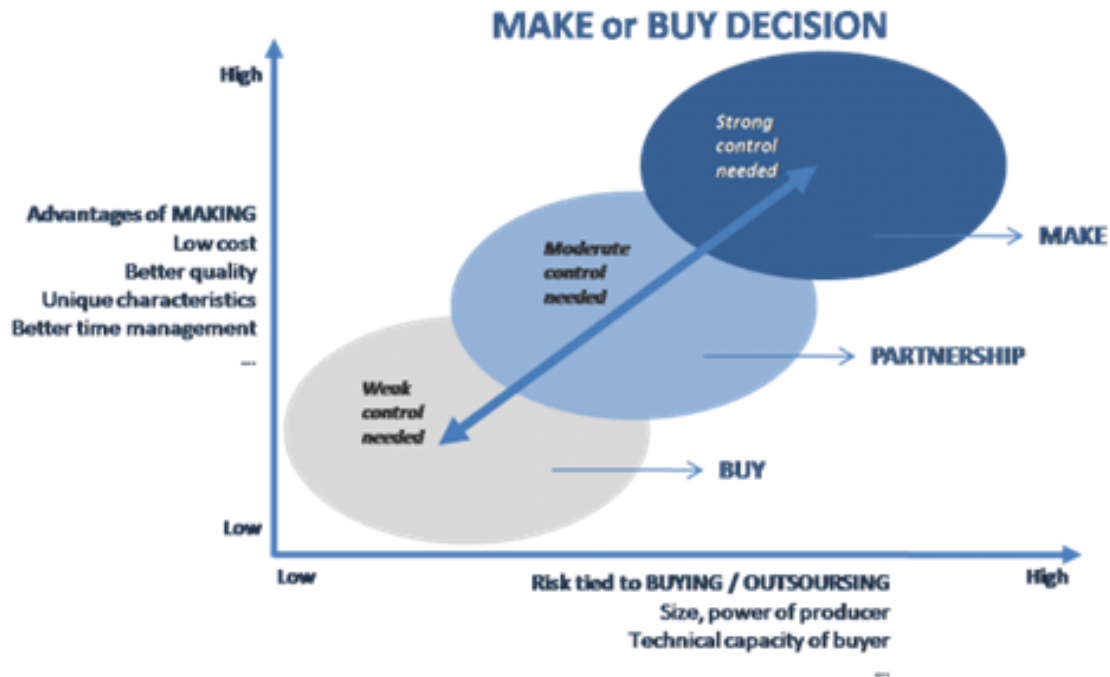 MAKE or BUY DECISION
High
Strong
control
needed
Advantages of MAKING
Low cost
Better quality
Unique characteristics
Better time management
...
MAKE
Moderate
control
needed
PARTNERSHIP
Weak
control
needed
BUY
Low
Low
Risk tied to BUYING / OUTSOURSING
High
Size, power of producer
Technical capacity of buyer
...